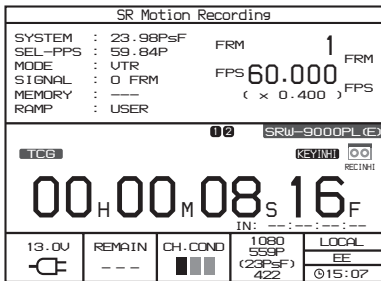 SR Motion Recording
SYSTEM : 23.98PsF
SEL-PPS : 59.84P
MODE : VTR
SIGNAL : 0 FRM
MEMORY : ---
RAMP : USER
FRM 1 FRM
FPS 60.000 FPS
( x 0.400 )
1 2 SRW-9000PL(E)
TCG KEYINHI
RECINHI
00H00M08S16F
IN: --:--:--:--
13.0V
REMAIN
---
CH.COND
1080
559P
(23PsF)
422
LOCAL
EE
15:07